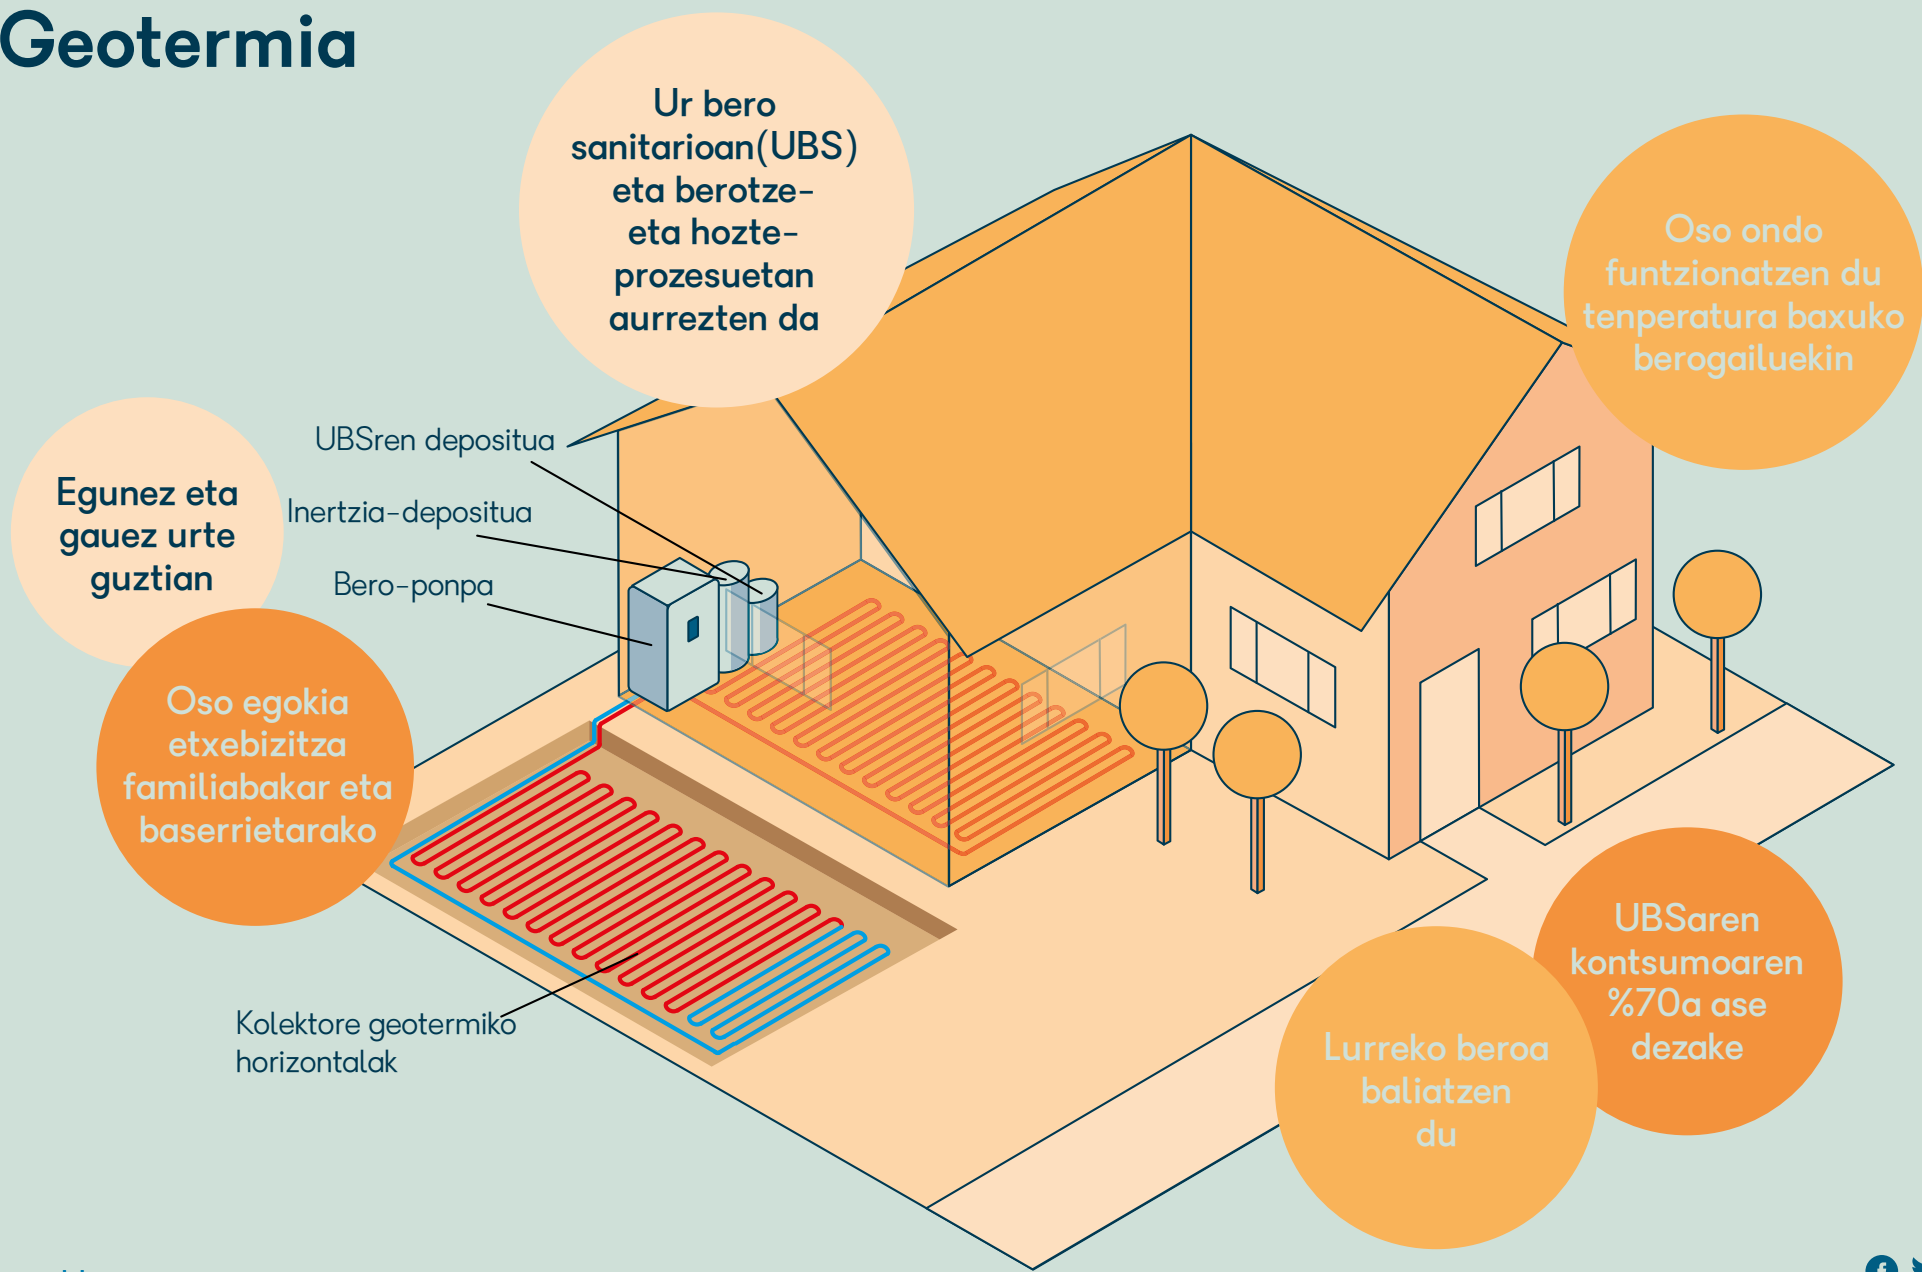 Geotermia
Ur bero
sanitarioan(UBS)
eta berotze-
eta hozte-
prozesuetan
aurrezten da
Oso ondo
funtzionatzen du
tenperatura baxuko
berogailuekin
UBSren depositua
Inertzia-depositua
Bero-ponpa
Egunez eta
gauez urte
guztian
Oso egokia
etxebizitza
familiabakar eta
baserrietarako
Kolektore geotermiko
horizontalak
UBSaren
kontsumoaren
%70a ase
dezake
Lurreko beroa
baliatzen
du